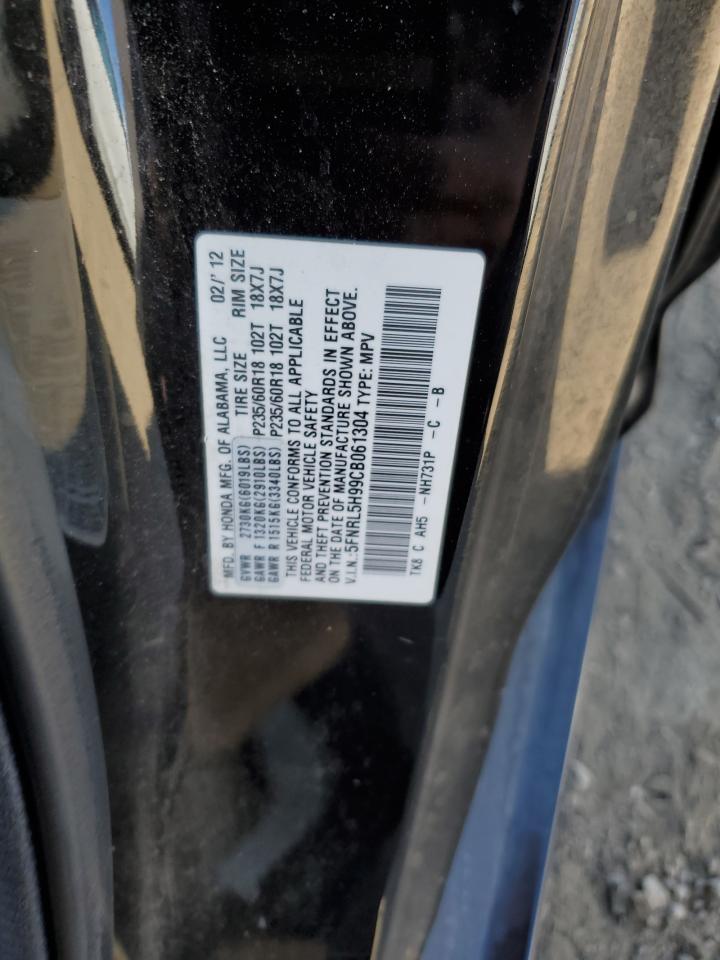 MFD. BY HONDA MFG. OF ALABAMA, LLC 02/' 12
GVWR 2730KG(6019LBS) TIRE SIZE RIM SIZE
GAWR F 1320KG(2910LBS) P235/60R18 102T 18X7J
GAWR R 1515KG(3340LBS) P235/60R18 102T 18X7J
THIS VEHICLE CONFORMS TO ALL APPLICABLE
FEDERAL MOTOR VEHICLE SAFETY
AND THEFT PREVENTION STANDARDS IN EFFECT
ON THE DATE OF MANUFACTURE SHOWN ABOVE.
V.I.N.:5FNRL5H99CB061304 TYPE: MPV
TK8 C AH5 -NH731P -C -B